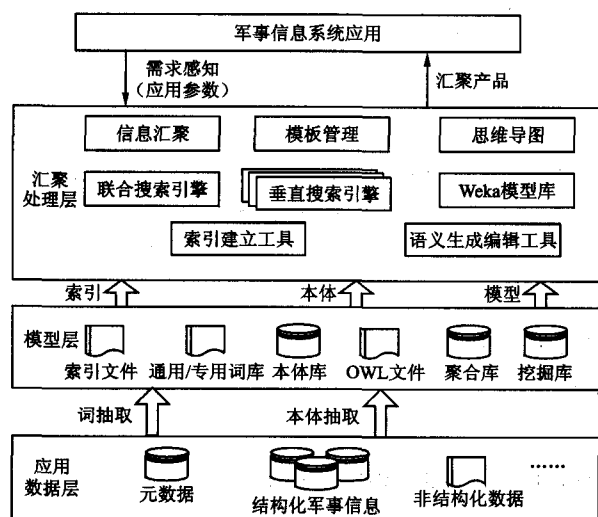 军事信息系统应用
需求感知
（应用参数）
汇聚产品
信息汇聚
模板管理
思维导图
汇聚
处理层
联合搜索引擎
垂直搜索引擎
Weka模型库
索引建立工具
语义生成编辑工具
索引
本体
模型
模型层
索引文件
通用/专用词库
本体库
OWL文件
聚合库
挖掘库
词抽取
本体抽取
应用
数据层
元数据
结构化军事信息
非结构化数据
……